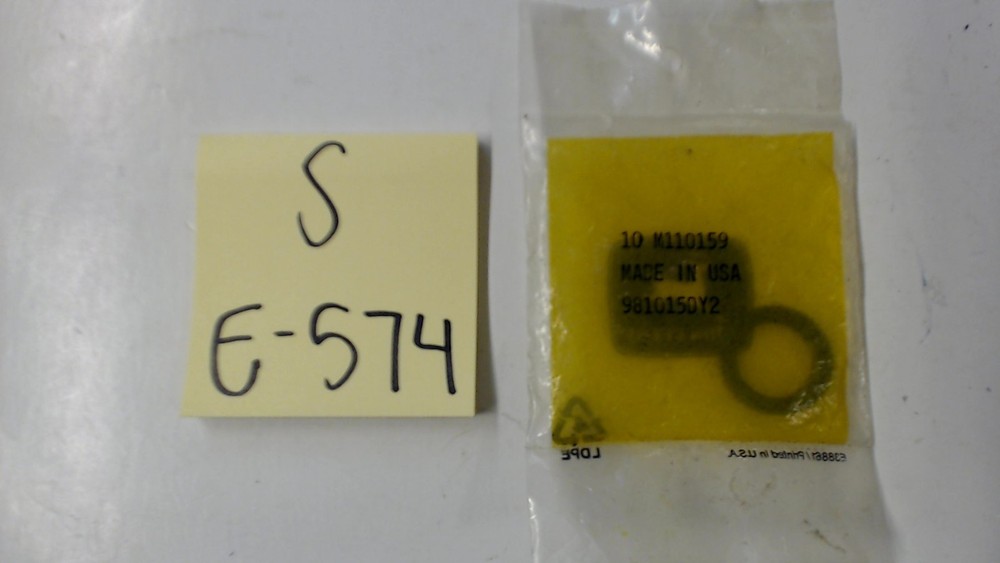 S
E-574
10 M110159
MADE IN USA
9810150Y2
LDPE
Printed in U.S.A.